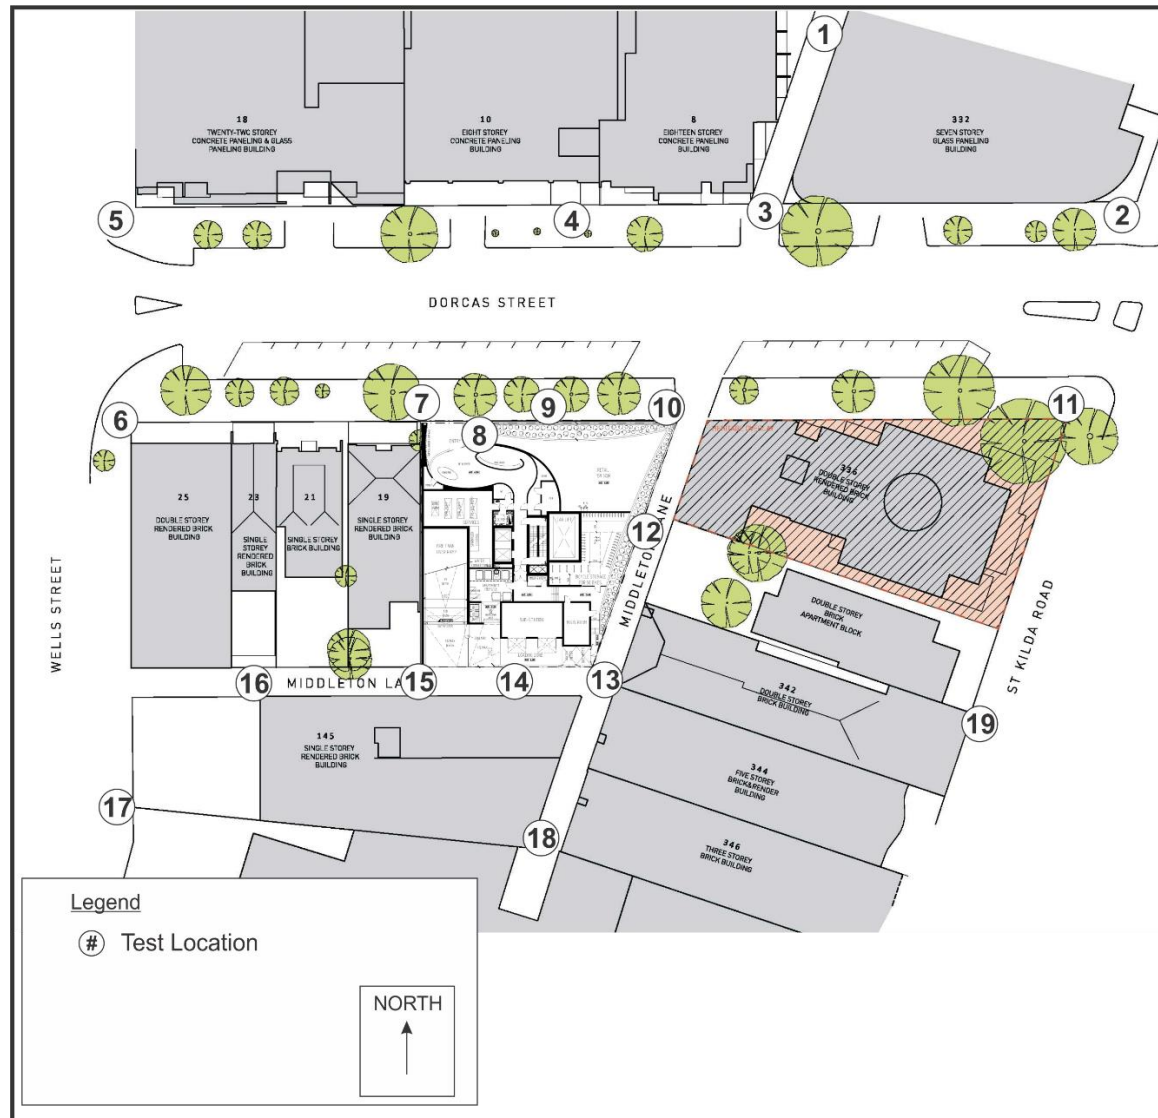 1
18
TWENTY-TWO STOREY
CONCRETE PANELING & GLASS
PANELING BUILDING
10
EIGHT STOREY
CONCRETE PANELING
BUILDING
8
EIGHTEEN STOREY
CONCRETE PANELING
BUILDING
332
SEVEN STOREY
GLASS PANELING
BUILDING
5
4
3
2
DORCAS STREET
6
7
8
9
10
11
25
DOUBLE STOREY
RENDERED BRICK
BUILDING
23
SINGLE
STOREY
RENDERED
BRICK
BUILDING
21
SINGLE STOREY
BRICK BUILDING
19
SINGLE STOREY
RENDERED BRICK
BUILDING
336
DOUBLE STOREY
RENDERED BRICK
BUILDING
12
MIDDLETON LANE
WELLS STREET
ST KILDA ROAD
DOUBLE STOREY
BRICK
APARTMENT BLOCK
16
MIDDLETON LA
15
14
13
342
DOUBLE STOREY
BRICK BUILDING
19
145
SINGLE STOREY
RENDERED BRICK
BUILDING
344
FIVE STOREY
BRICK&RENDER
BUILDING
17
18
346
THREE STOREY
BRICK BUILDING
Legend
# Test Location
NORTH